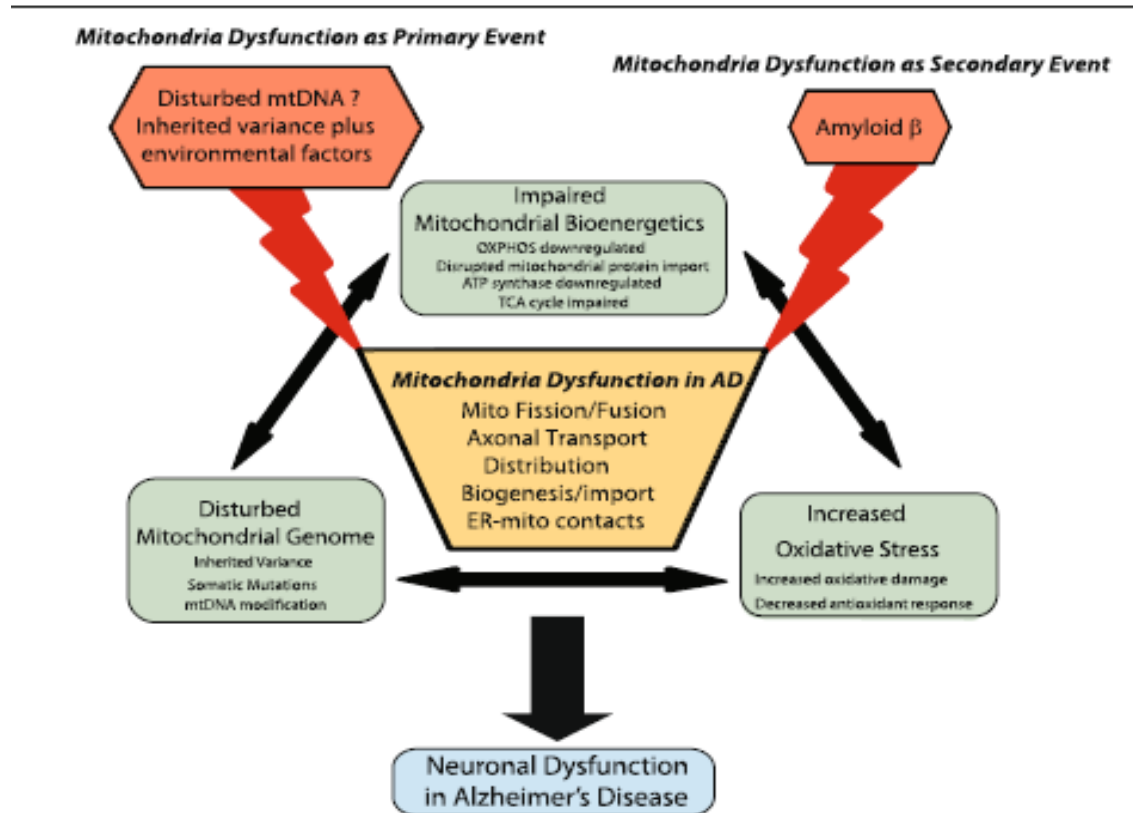 Mitochondria Dysfunction as Primary Event
Mitochondria Dysfunction as Secondary Event
Disturbed mtDNA ?
Inherited variance plus
environmental factors
Amyloid β
Impaired
Mitochondrial Bioenergetics
OXPHOS downregulated
Disrupted mitochondrial protein import
ATP synthase downregulated
TCA cycle impaired
Mitochondria Dysfunction in AD
Mito Fission/Fusion
Axonal Transport
Distribution
Biogenesis/import
ER-mito contacts
Disturbed
Mitochondrial Genome
Inherited Variance
Somatic Mutations
mtDNA modification
Increased
Oxidative Stress
Increased oxidative damage
Decreased antioxidant response
Neuronal Dysfunction
in Alzheimer's Disease